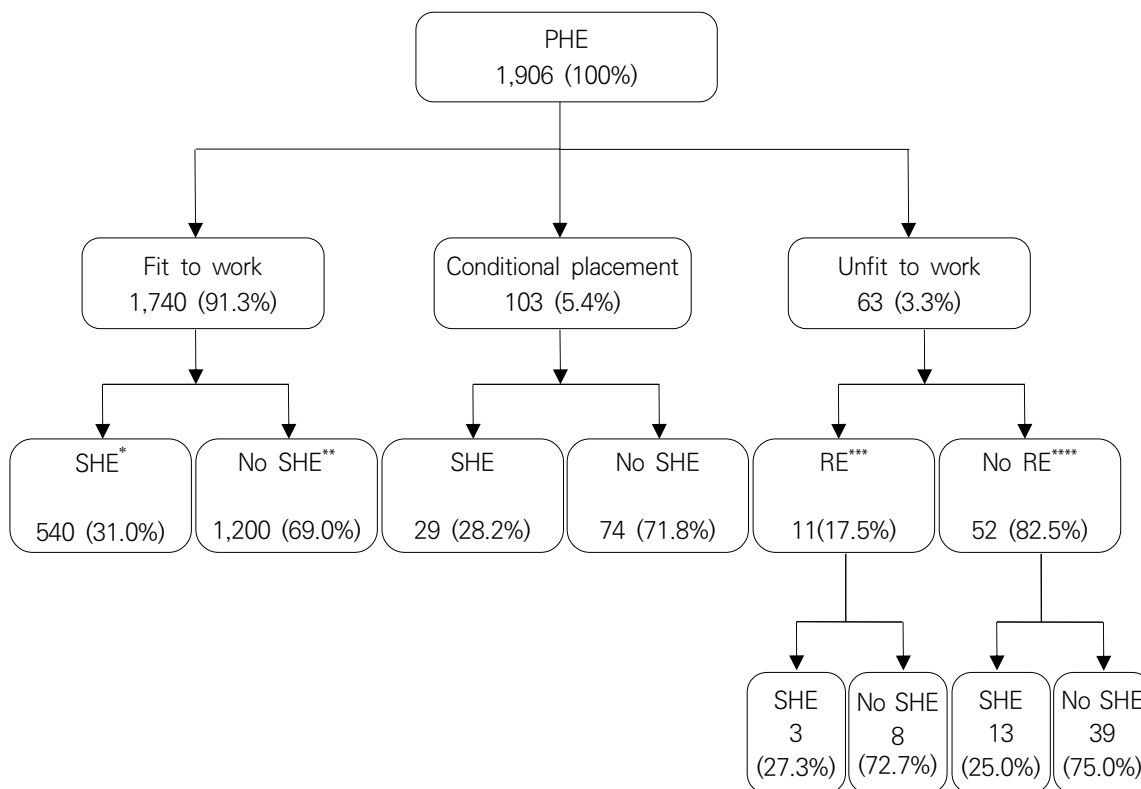 PHE
1,906 (100%)
Fit to work
1,740 (91.3%)
Conditional placement
103 (5.4%)
Unfit to work
63 (3.3%)
SHE*
540 (31.0%)
No SHE**
1,200 (69.0%)
SHE
29 (28.2%)
No SHE
74 (71.8%)
RE***
11(17.5%)
No RE****
52 (82.5%)
SHE
3
(27.3%)
No SHE
8
(72.7%)
SHE
13
(25.0%)
No SHE
39
(75.0%)